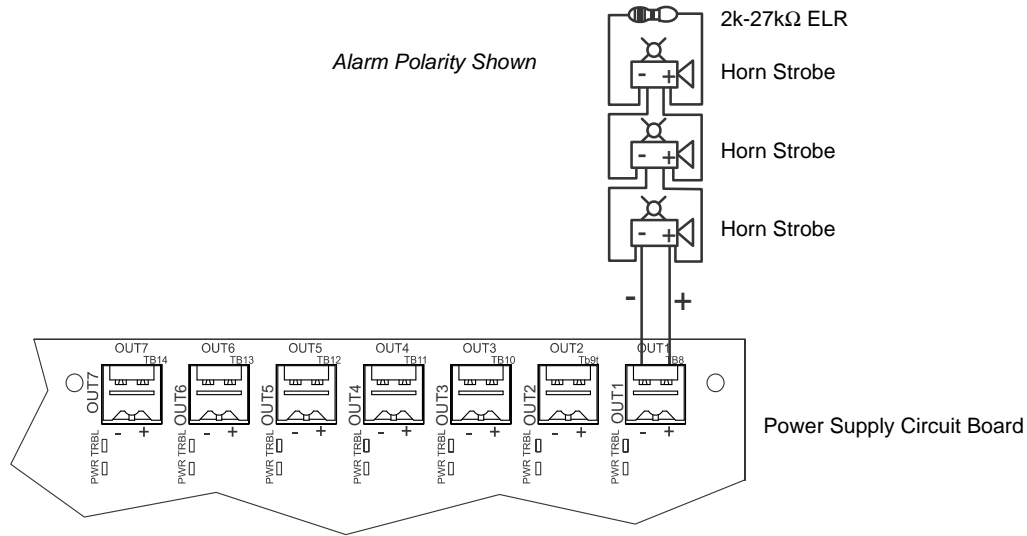 2k-27kΩ ELR
Alarm Polarity Shown
Horn Strobe
- +
Horn Strobe
- +
Horn Strobe
- +
- +
OUT7 OUT6 OUT5 OUT4 OUT3 OUT2 OUT1
TB14 TB13 TB12 TB11 TB10 Tb9t TB8
OUT7 OUT6 OUT5 OUT4 OUT3 OUT2 OUT1
- + - + - + - + - + - + - +
Power Supply Circuit Board
PWR TRBL PWR TRBL PWR TRBL PWR TRBL PWR TRBL PWR TRBL PWR TRBL